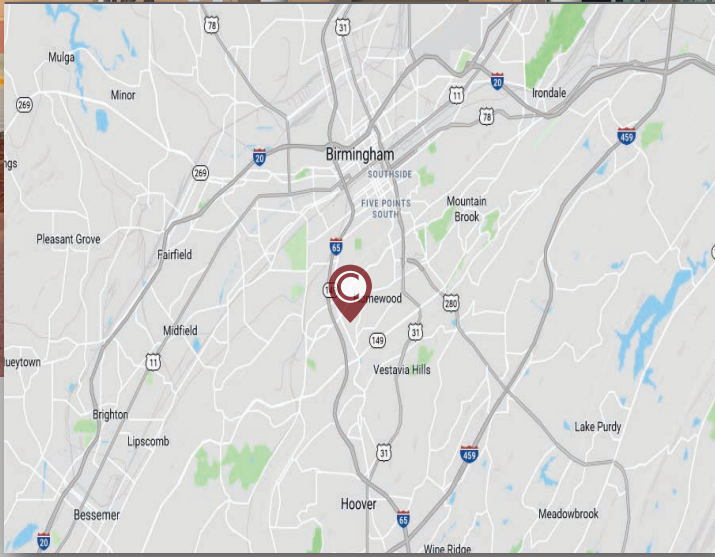 78
31
Mulga
20
Minor
11
Irondale
269
78
459
Birmingham
20
269
SOUTHSIDE
FIVE POINTS
SOUTH
Mountain
Brook
Pleasant Grove
65
Fairfield
C
280
Midfield
31
149
11
Vestavia Hills
Brighton
Lake Purdy
Lipscomb
31
459
Hoover
Bessemer
65
Meadowbrook
20
Wine Ridge